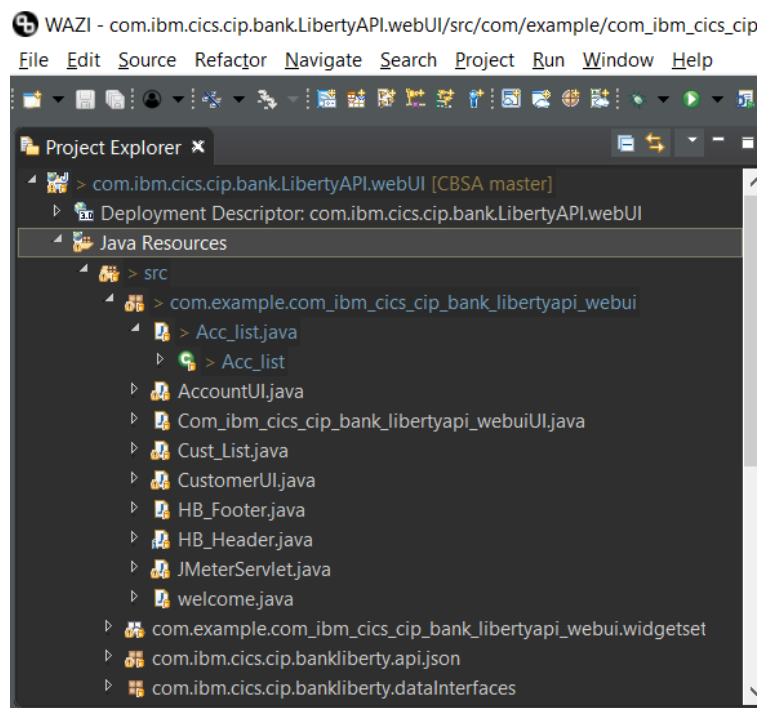 WAZI - com.ibm.cics.cip.bank.LibertyAPI.webUI/src/com/example/com_ibm_cics_cip
File Edit Source Refactor Navigate Search Project Run Window Help
Project Explorer
> com.ibm.cics.cip.bank.LibertyAPI.webUI [CBSA master]
Deployment Descriptor: com.ibm.cics.cip.bank.LibertyAPI.webUI
Java Resources
> src
> com.example.com_ibm_cics_cip_bank_libertyapi_webui
> Acc_list.java
> Acc_list
AccountUI.java
Com_ibm_cics_cip_bank_libertyapi_webuiUI.java
Cust_List.java
CustomerUI.java
HB_Footer.java
HB_Header.java
JMeterServlet.java
welcome.java
com.example.com_ibm_cics_cip_bank_libertyapi_webui.widgetset
com.ibm.cics.cip.bankliberty.api.json
com.ibm.cics.cip.bankliberty.dataInterfaces